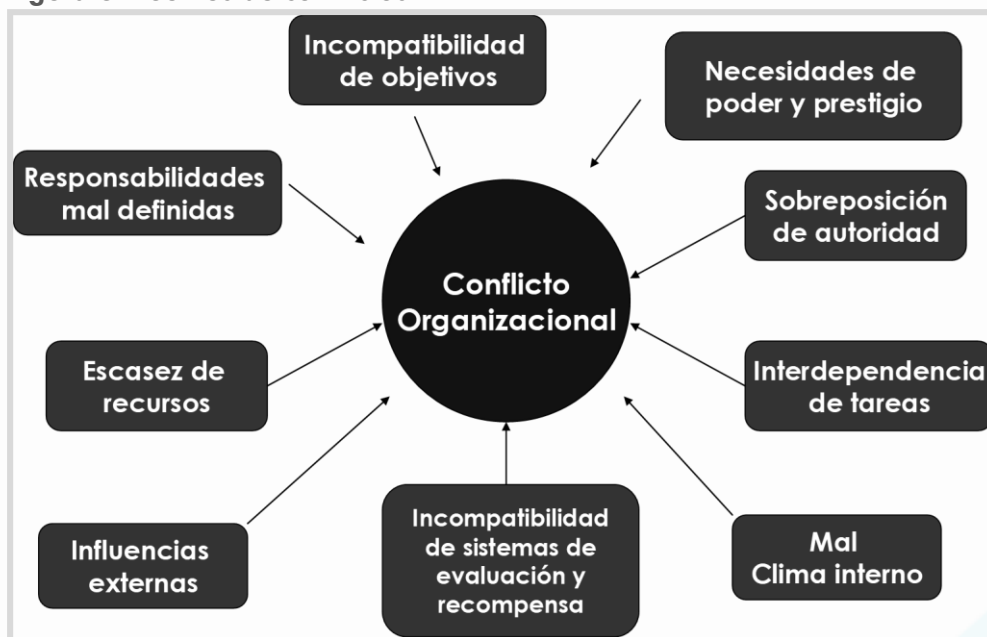 Incompatibilidad
de objetivos
Necesidades de
poder y prestigio
Responsabilidades
mal definidas
Sobreposición
de autoridad
Conflicto
Organizacional
Escasez de
recursos
Interdependencia
de tareas
Influencias
externas
Incompatibilidad
de sistemas de
evaluación y
recompensa
Mal
Clima interno